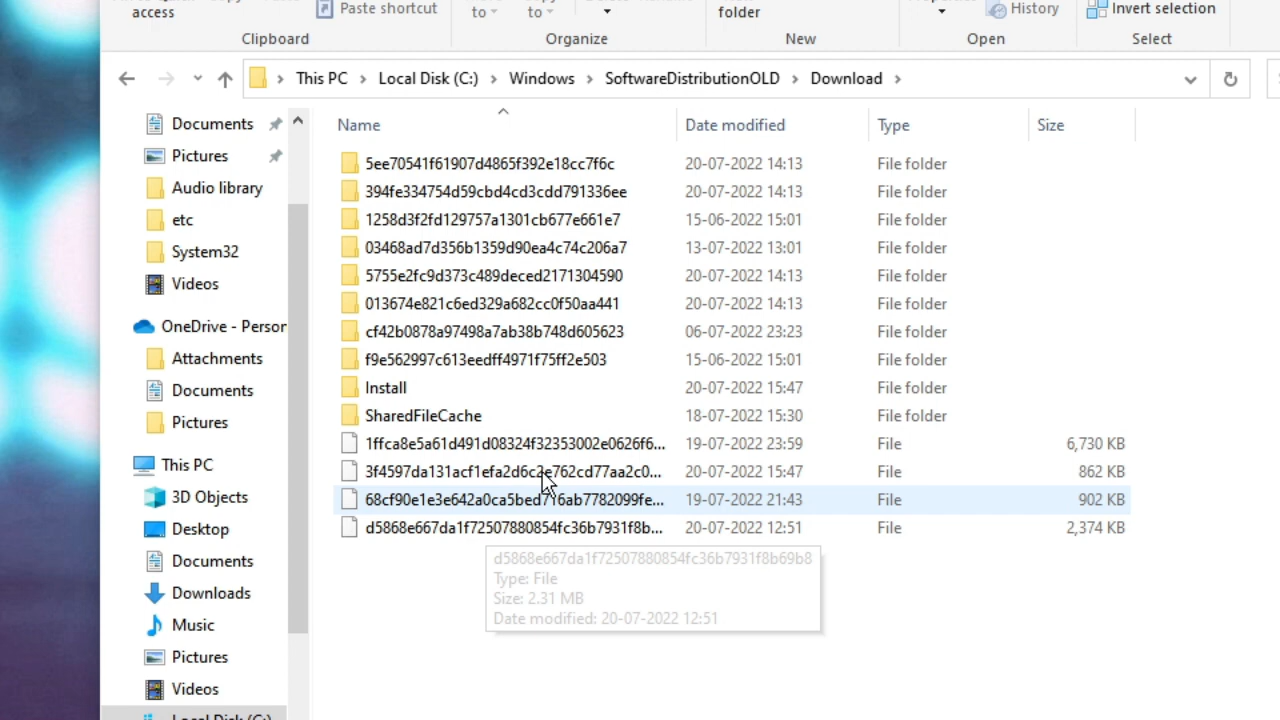 access
Paste shortcut
to
to
folder
History
Invert selection
Clipboard
Organize
New
Open
Select
This PC
Local Disk (C:)
Windows
SoftwareDistributionOLD
Download
Documents
Pictures
Audio library
etc
System32
Videos
OneDrive - Person
Attachments
Documents
Pictures
This PC
3D Objects
Desktop
Documents
Downloads
Music
Pictures
Videos
Local Disk (C:)
Name Date modified Type Size
5ee70541f61907d4865f392e18cc7f6c 20-07-2022 14:13 File folder
394fe334754d59cbd4cd3cdd791336ee 20-07-2022 14:13 File folder
1258d3f2fd129757a1301cb677e661e7 15-06-2022 15:01 File folder
03468ad7d356b1359d90ea4c74c206a7 13-07-2022 13:01 File folder
5755e2fc9d373c489deced2171304590 20-07-2022 14:13 File folder
013674e821c6ed329a682cc0f50aa441 20-07-2022 14:13 File folder
cf42b0878a97498a7ab38b748d605623 06-07-2022 23:23 File folder
f9e562997c613eedff4971f75ff2e503 15-06-2022 15:01 File folder
Install 20-07-2022 15:47 File folder
SharedFileCache 18-07-2022 15:30 File folder
1ffca8e5a61d491d08324f32353002e0626f6... 19-07-2022 23:59 File 6,730 KB
3f4597da131acf1efa2d6c2e762cd77aa2c0... 20-07-2022 15:47 File 862 KB
68cf90e1e3e642a0ca5bed716ab7782099fe... 19-07-2022 21:43 File 902 KB
d5868e667da1f72507880854fc36b7931f8b... 20-07-2022 12:51 File 2,374 KB
d5868e667da1f72507880854fc36b7931f8b69b8
Type: File
Size: 2.31 MB
Date modified: 20-07-2022 12:51